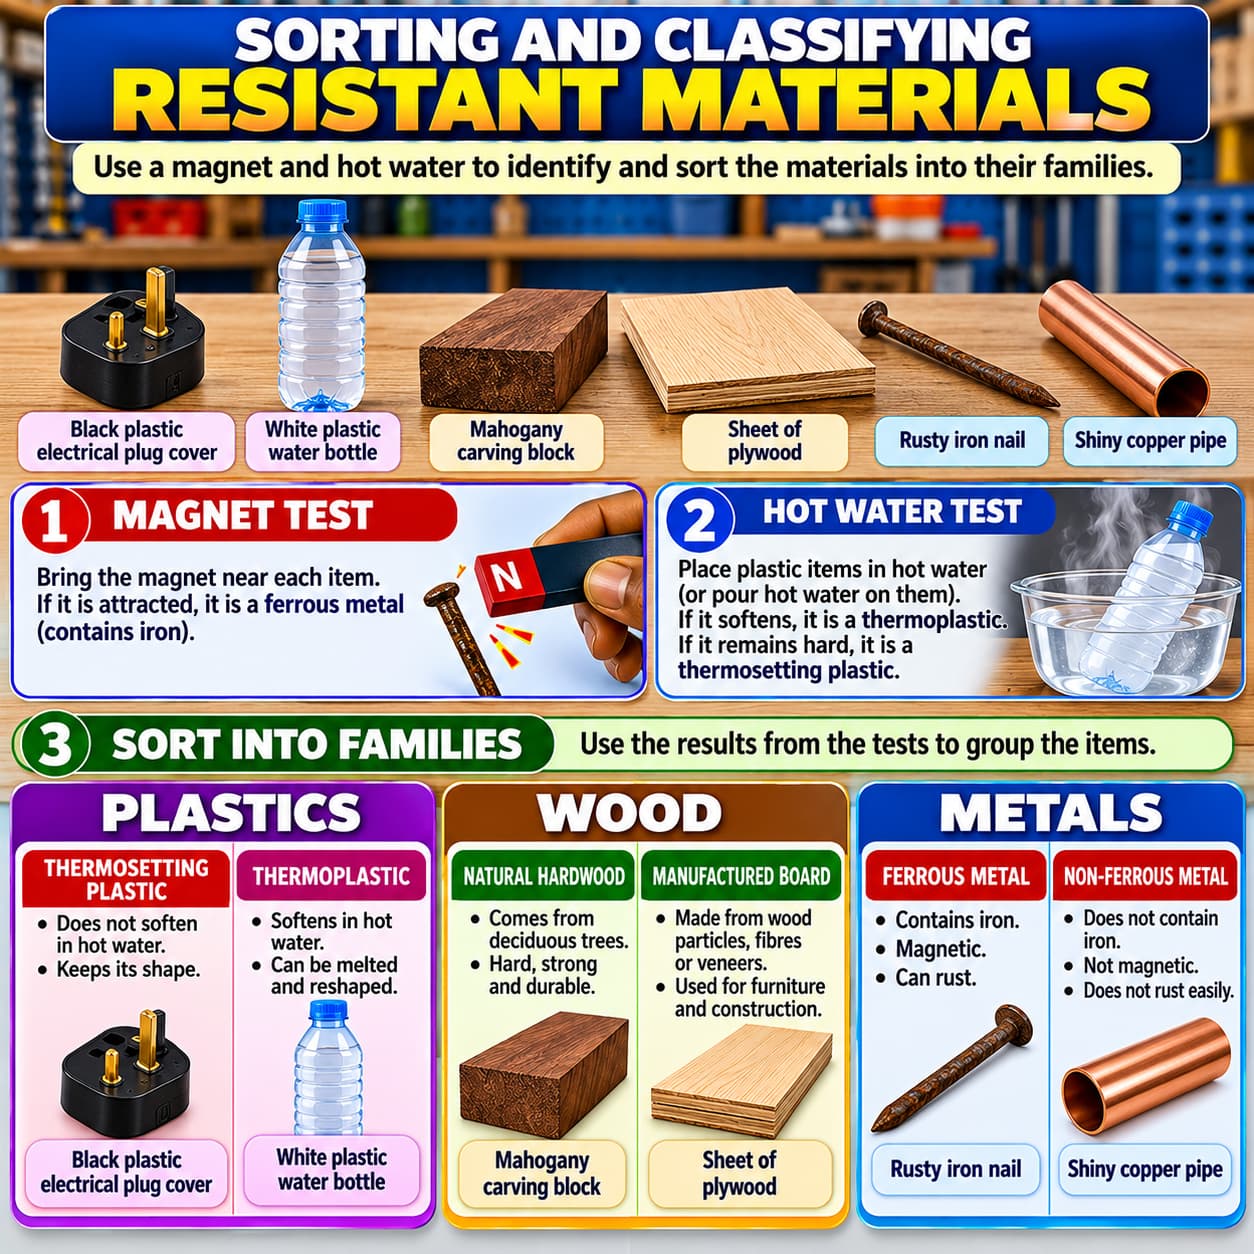 SORTING AND CLASSIFYING
RESISTANT MATERIALS
Use a magnet and hot water to identify and sort the materials into their families.
Black plastic
electrical plug cover
White plastic
water bottle
Mahogany
carving block
Sheet of
plywood
Rusty iron nail
Shiny copper pipe
1 MAGNET TEST
Bring the magnet near each item.
If it is attracted, it is a ferrous metal
(contains iron).
N
2 HOT WATER TEST
Place plastic items in hot water
(or pour hot water on them).
If it softens, it is a thermoplastic.
If it remains hard, it is a
thermosetting plastic.
3 SORT INTO FAMILIES
Use the results from the tests to group the items.
PLASTICS
THERMOSETTING
PLASTIC
• Does not soften
in hot water.
• Keeps its shape.
Black plastic
electrical plug cover
THERMOPLASTIC
• Softens in hot
water.
• Can be melted
and reshaped.
White plastic
water bottle
WOOD
NATURAL HARDWOOD
• Comes from
deciduous trees.
• Hard, strong
and durable.
Mahogany
carving block
MANUFACTURED BOARD
• Made from wood
particles, fibres
or veneers.
• Used for furniture
and construction.
Sheet of
plywood
METALS
FERROUS METAL
• Contains iron.
• Magnetic.
• Can rust.
Rusty iron nail
NON-FERROUS METAL
• Does not contain
iron.
• Not magnetic.
• Does not rust easily.
Shiny copper pipe